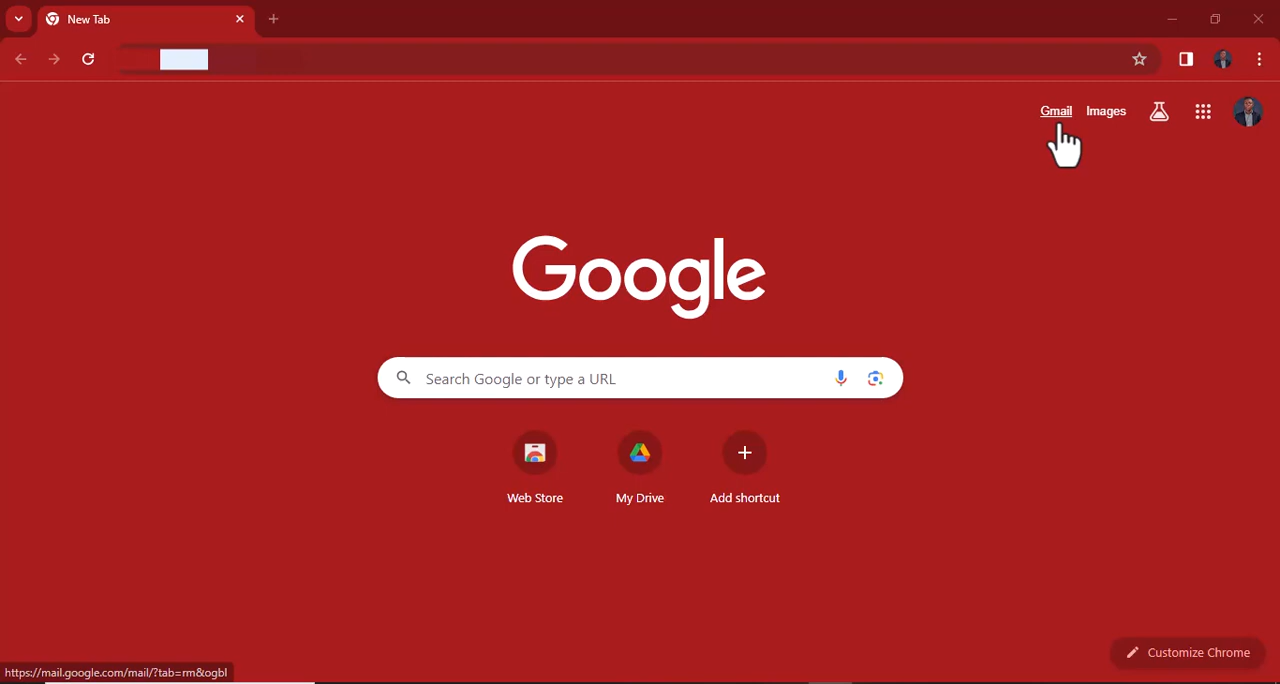 New Tab
Gmail Images
Google
Search Google or type a URL
Web Store My Drive Add shortcut
Customize Chrome
https://mail.google.com/mail/?tab=rm&ogbl